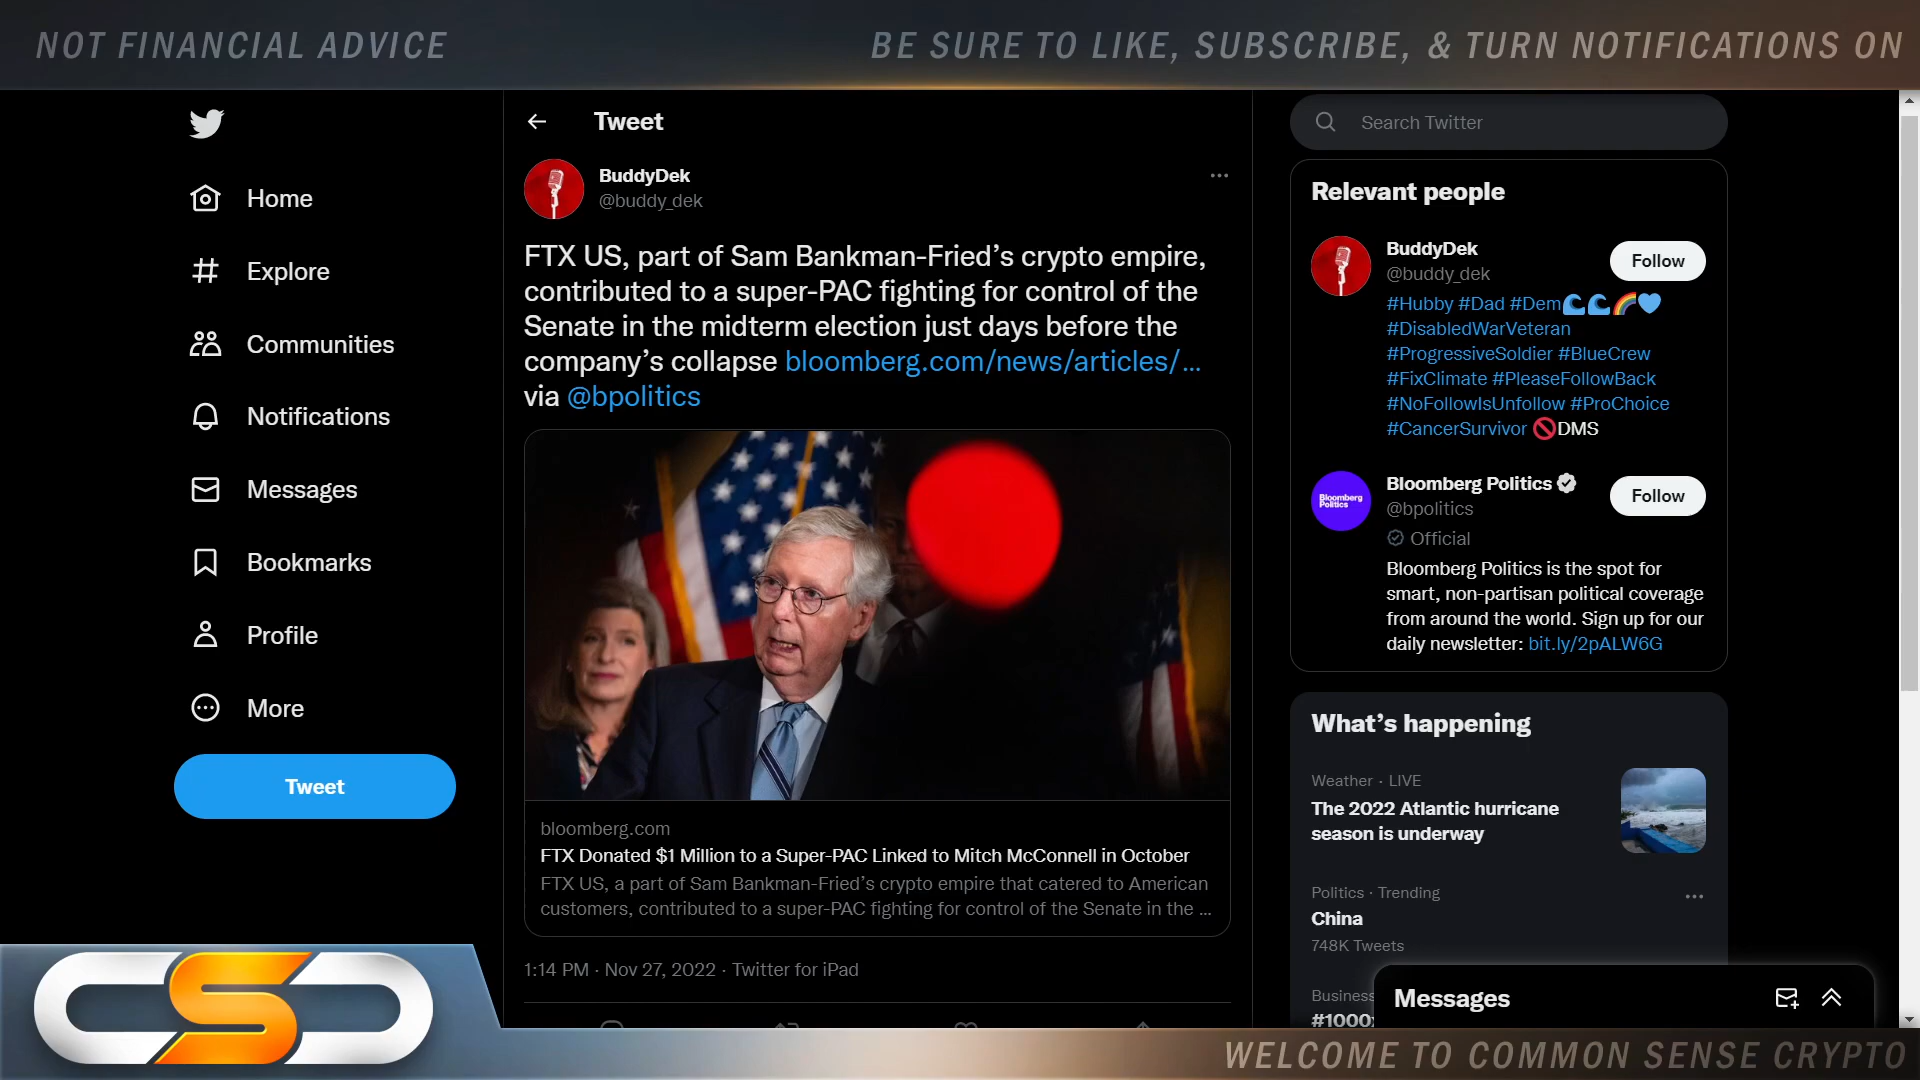 NOT FINANCIAL ADVICE
BE SURE TO LIKE, SUBSCRIBE, & TURN NOTIFICATIONS ON
Home
Explore
Communities
Notifications
Messages
Bookmarks
Profile
More
Tweet
Tweet
BuddyDek
@buddy_dek
FTX US, part of Sam Bankman-Fried’s crypto empire,
contributed to a super-PAC fighting for control of the
Senate in the midterm election just days before the
company’s collapse bloomberg.com/news/articles/…
via @bpolitics
bloomberg.com
FTX Donated $1 Million to a Super-PAC Linked to Mitch McConnell in October
FTX US, a part of Sam Bankman-Fried’s crypto empire that catered to American
customers, contributed to a super-PAC fighting for control of the Senate in the ...
1:14 PM · Nov 27, 2022 · Twitter for iPad
Search Twitter
Relevant people
BuddyDek
@buddy_dek
Follow
#Hubby #Dad #Dem🌊🌊🌈💙
#DisabledWarVeteran
#ProgressiveSoldier #BlueCrew
#FixClimate #PleaseFollowBack
#NoFollowIsUnfollow #ProChoice
#CancerSurvivor 🚫DMS
Bloomberg Politics
Bloomberg Politics
@bpolitics
Follow
Official
Bloomberg Politics is the spot for
smart, non-partisan political coverage
from around the world. Sign up for our
daily newsletter: bit.ly/2pALW6G
What’s happening
Weather · LIVE
The 2022 Atlantic hurricane
season is underway
Politics · Trending
China
748K Tweets
Business
#1000
Messages
CSC
WELCOME TO COMMON SENSE CRYPTO